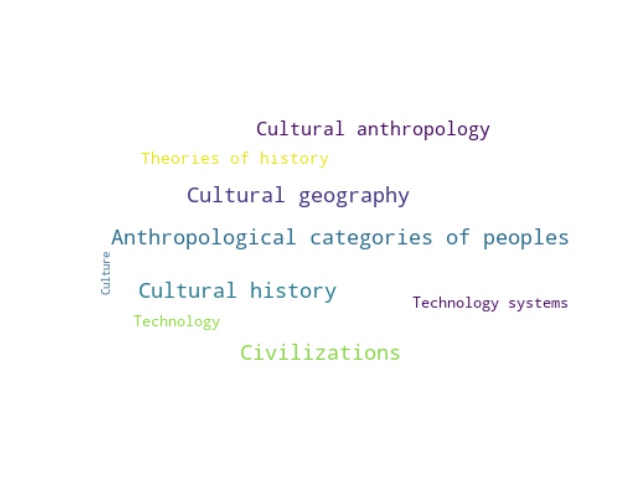 Cultural anthropology
Theories of history
Cultural geography
Anthropological categories of peoples
Culture
Cultural history
Technology systems
Technology
Civilizations